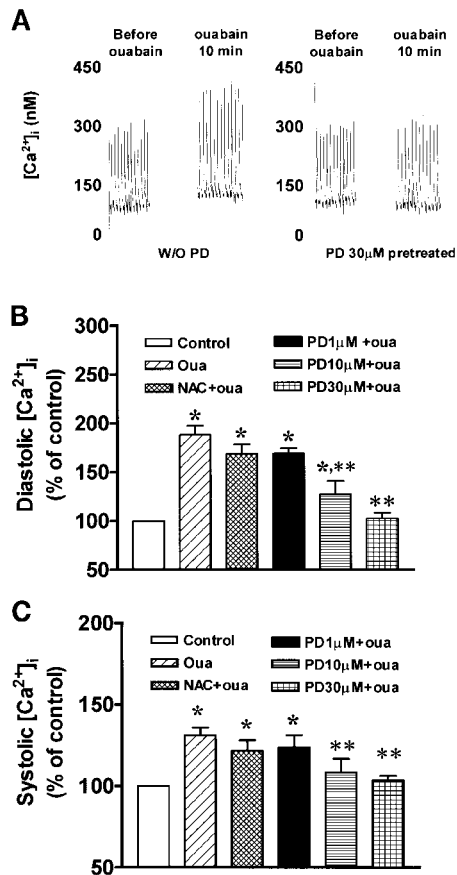 A
Before ouabain
ouabain 10 min
Before ouabain
ouabain 10 min
[Ca²⁺]i (nM)
450
300
150
0
450
300
150
0
W/O PD
PD 30µM pretreated
B
Diastolic [Ca²⁺]i
(% of control)
300
250
200
150
100
50
Control
Oua
NAC+oua
PD1µM +oua
PD10µM+oua
PD30µM+oua
*
*
*
*,**
**
C
Systolic [Ca²⁺]i
(% of control)
200
150
100
50
Control
Oua
NAC+oua
PD1µM+oua
PD10µM+oua
PD30µM+oua
*
*
*
**
**